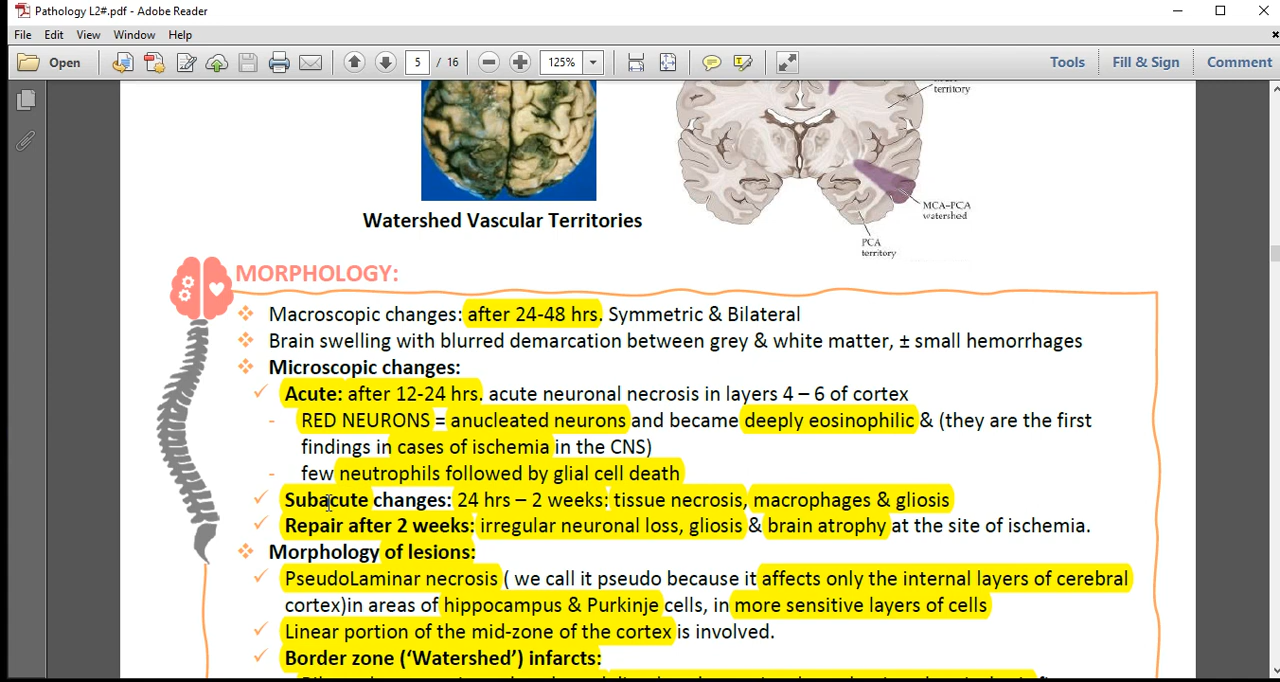 Pathology L2#.pdf - Adobe Reader
File Edit View Window Help
Open 5 / 16 125% Tools Fill & Sign Comment
territory
MCA–PCA
watershed
Watershed Vascular Territories
PCA
territory
MORPHOLOGY:
Macroscopic changes: after 24-48 hrs. Symmetric & Bilateral
Brain swelling with blurred demarcation between grey & white matter, ± small hemorrhages
Microscopic changes:
Acute: after 12-24 hrs. acute neuronal necrosis in layers 4 – 6 of cortex
- RED NEURONS = anucleated neurons and became deeply eosinophilic & (they are the first
findings in cases of ischemia in the CNS)
- few neutrophils followed by glial cell death
Subacute changes: 24 hrs – 2 weeks: tissue necrosis, macrophages & gliosis
Repair after 2 weeks: irregular neuronal loss, gliosis & brain atrophy at the site of ischemia.
Morphology of lesions:
PseudoLaminar necrosis ( we call it pseudo because it affects only the internal layers of cerebral
cortex)in areas of hippocampus & Purkinje cells, in more sensitive layers of cells
Linear portion of the mid-zone of the cortex is involved.
Border zone (‘Watershed’) infarcts: